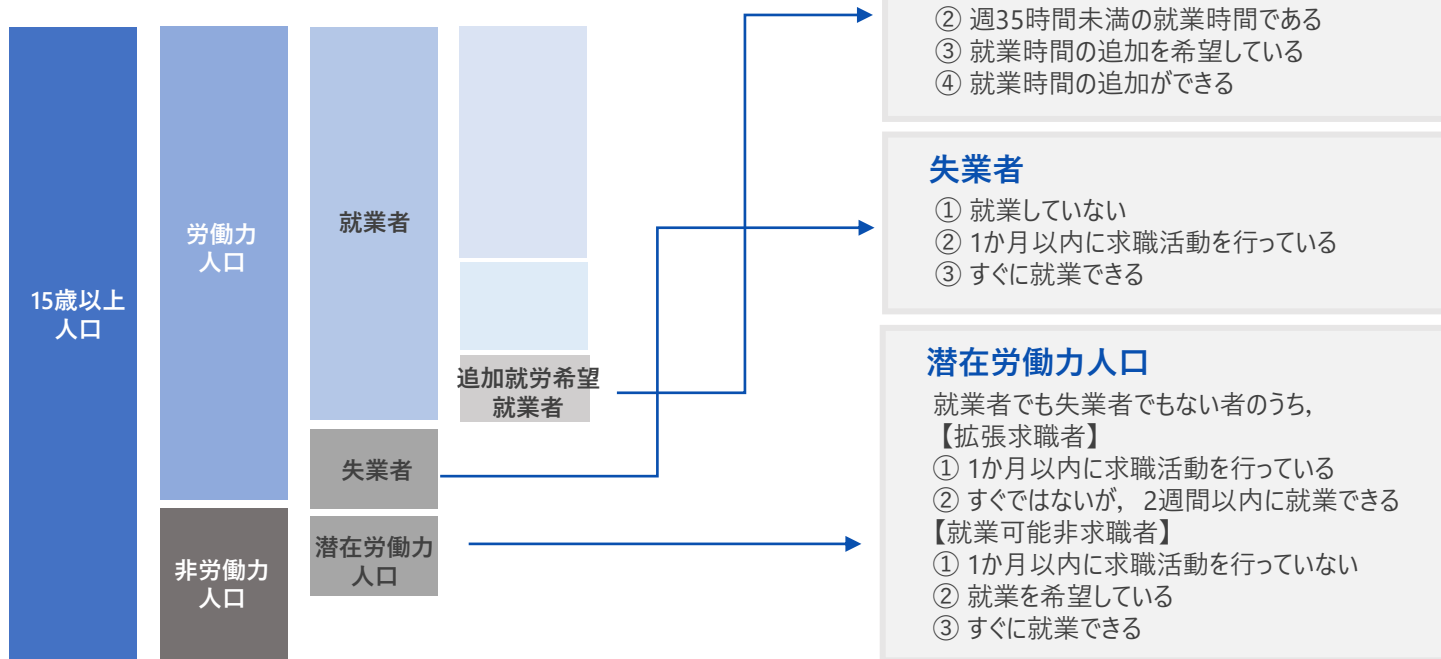 15歳以上
人口
労働力
人口
非労働力
人口
就業者
失業者
潜在労働力
人口
追加就労希望
就業者
② 週35時間未満の就業時間である
③ 就業時間の追加を希望している
④ 就業時間の追加ができる
失業者
① 就業していない
② 1か月以内に求職活動を行っている
③ すぐに就業できる
潜在労働力人口
就業者でも失業者でもない者のうち，
【拡張求職者】
① 1か月以内に求職活動を行っている
② すぐではないが，2週間以内に就業できる
【就業可能非求職者】
① 1か月以内に求職活動を行っていない
② 就業を希望している
③ すぐに就業できる